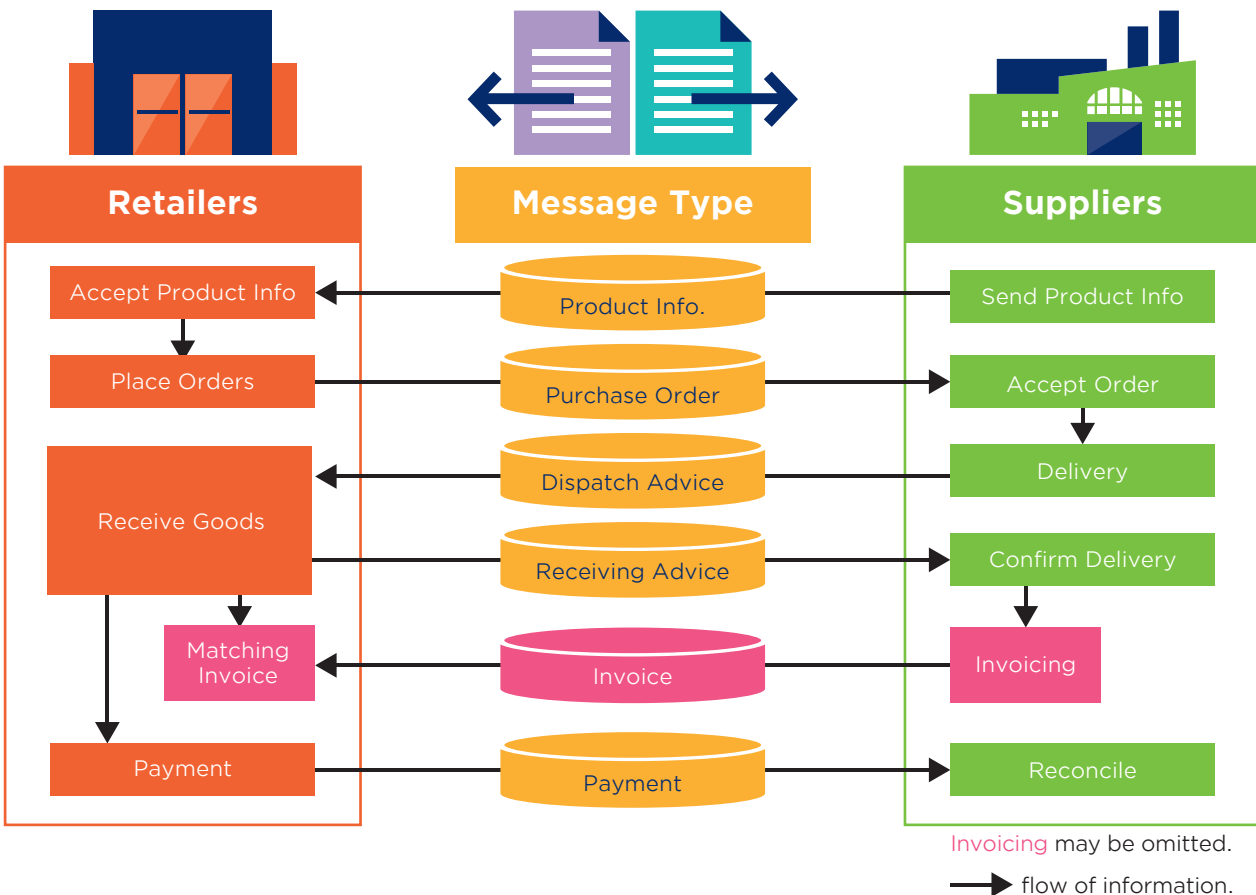 Retailers
Message Type
Suppliers
Accept Product Info
Product Info.
Send Product Info
Place Orders
Purchase Order
Accept Order
Dispatch Advice
Delivery
Receive Goods
Receiving Advice
Confirm Delivery
Matching
Invoice
Invoice
Invoicing
Payment
Payment
Reconcile
Invoicing may be omitted.
flow of information.